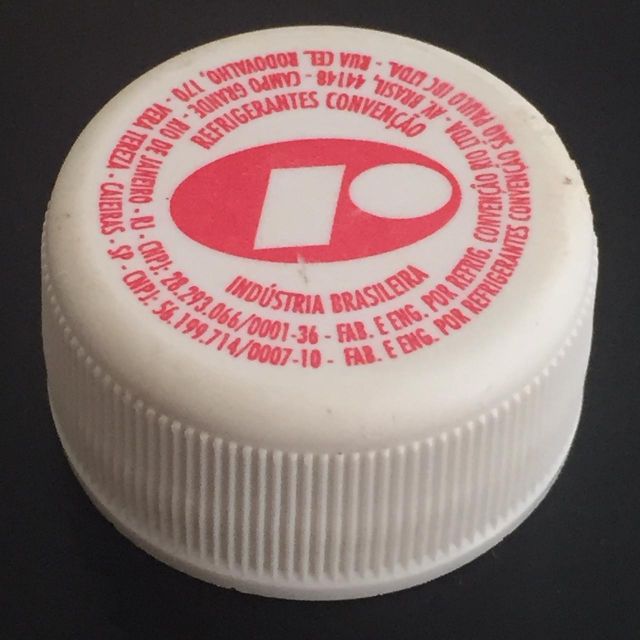 REFRIGERANTES CONVENÇÃO
INDÚSTRIA BRASILEIRA
FAB. E ENG. POR REFRIG. CONVENÇÃO RIO LTDA - AV. BRASIL, 44148 - CAMPO GRANDE - RIO DE JANEIRO - RJ - CNPJ: 28.293.066/0001-36 -
FAB. E ENG. POR REFRIGERANTES CONVENÇÃO SÃO PAULO IBC LTDA. - RUA CEL. RODOVALHO, 170 - VERA TEREZA - CAIEIRAS - SP - CNPJ: 56.199.714/0007-10 -